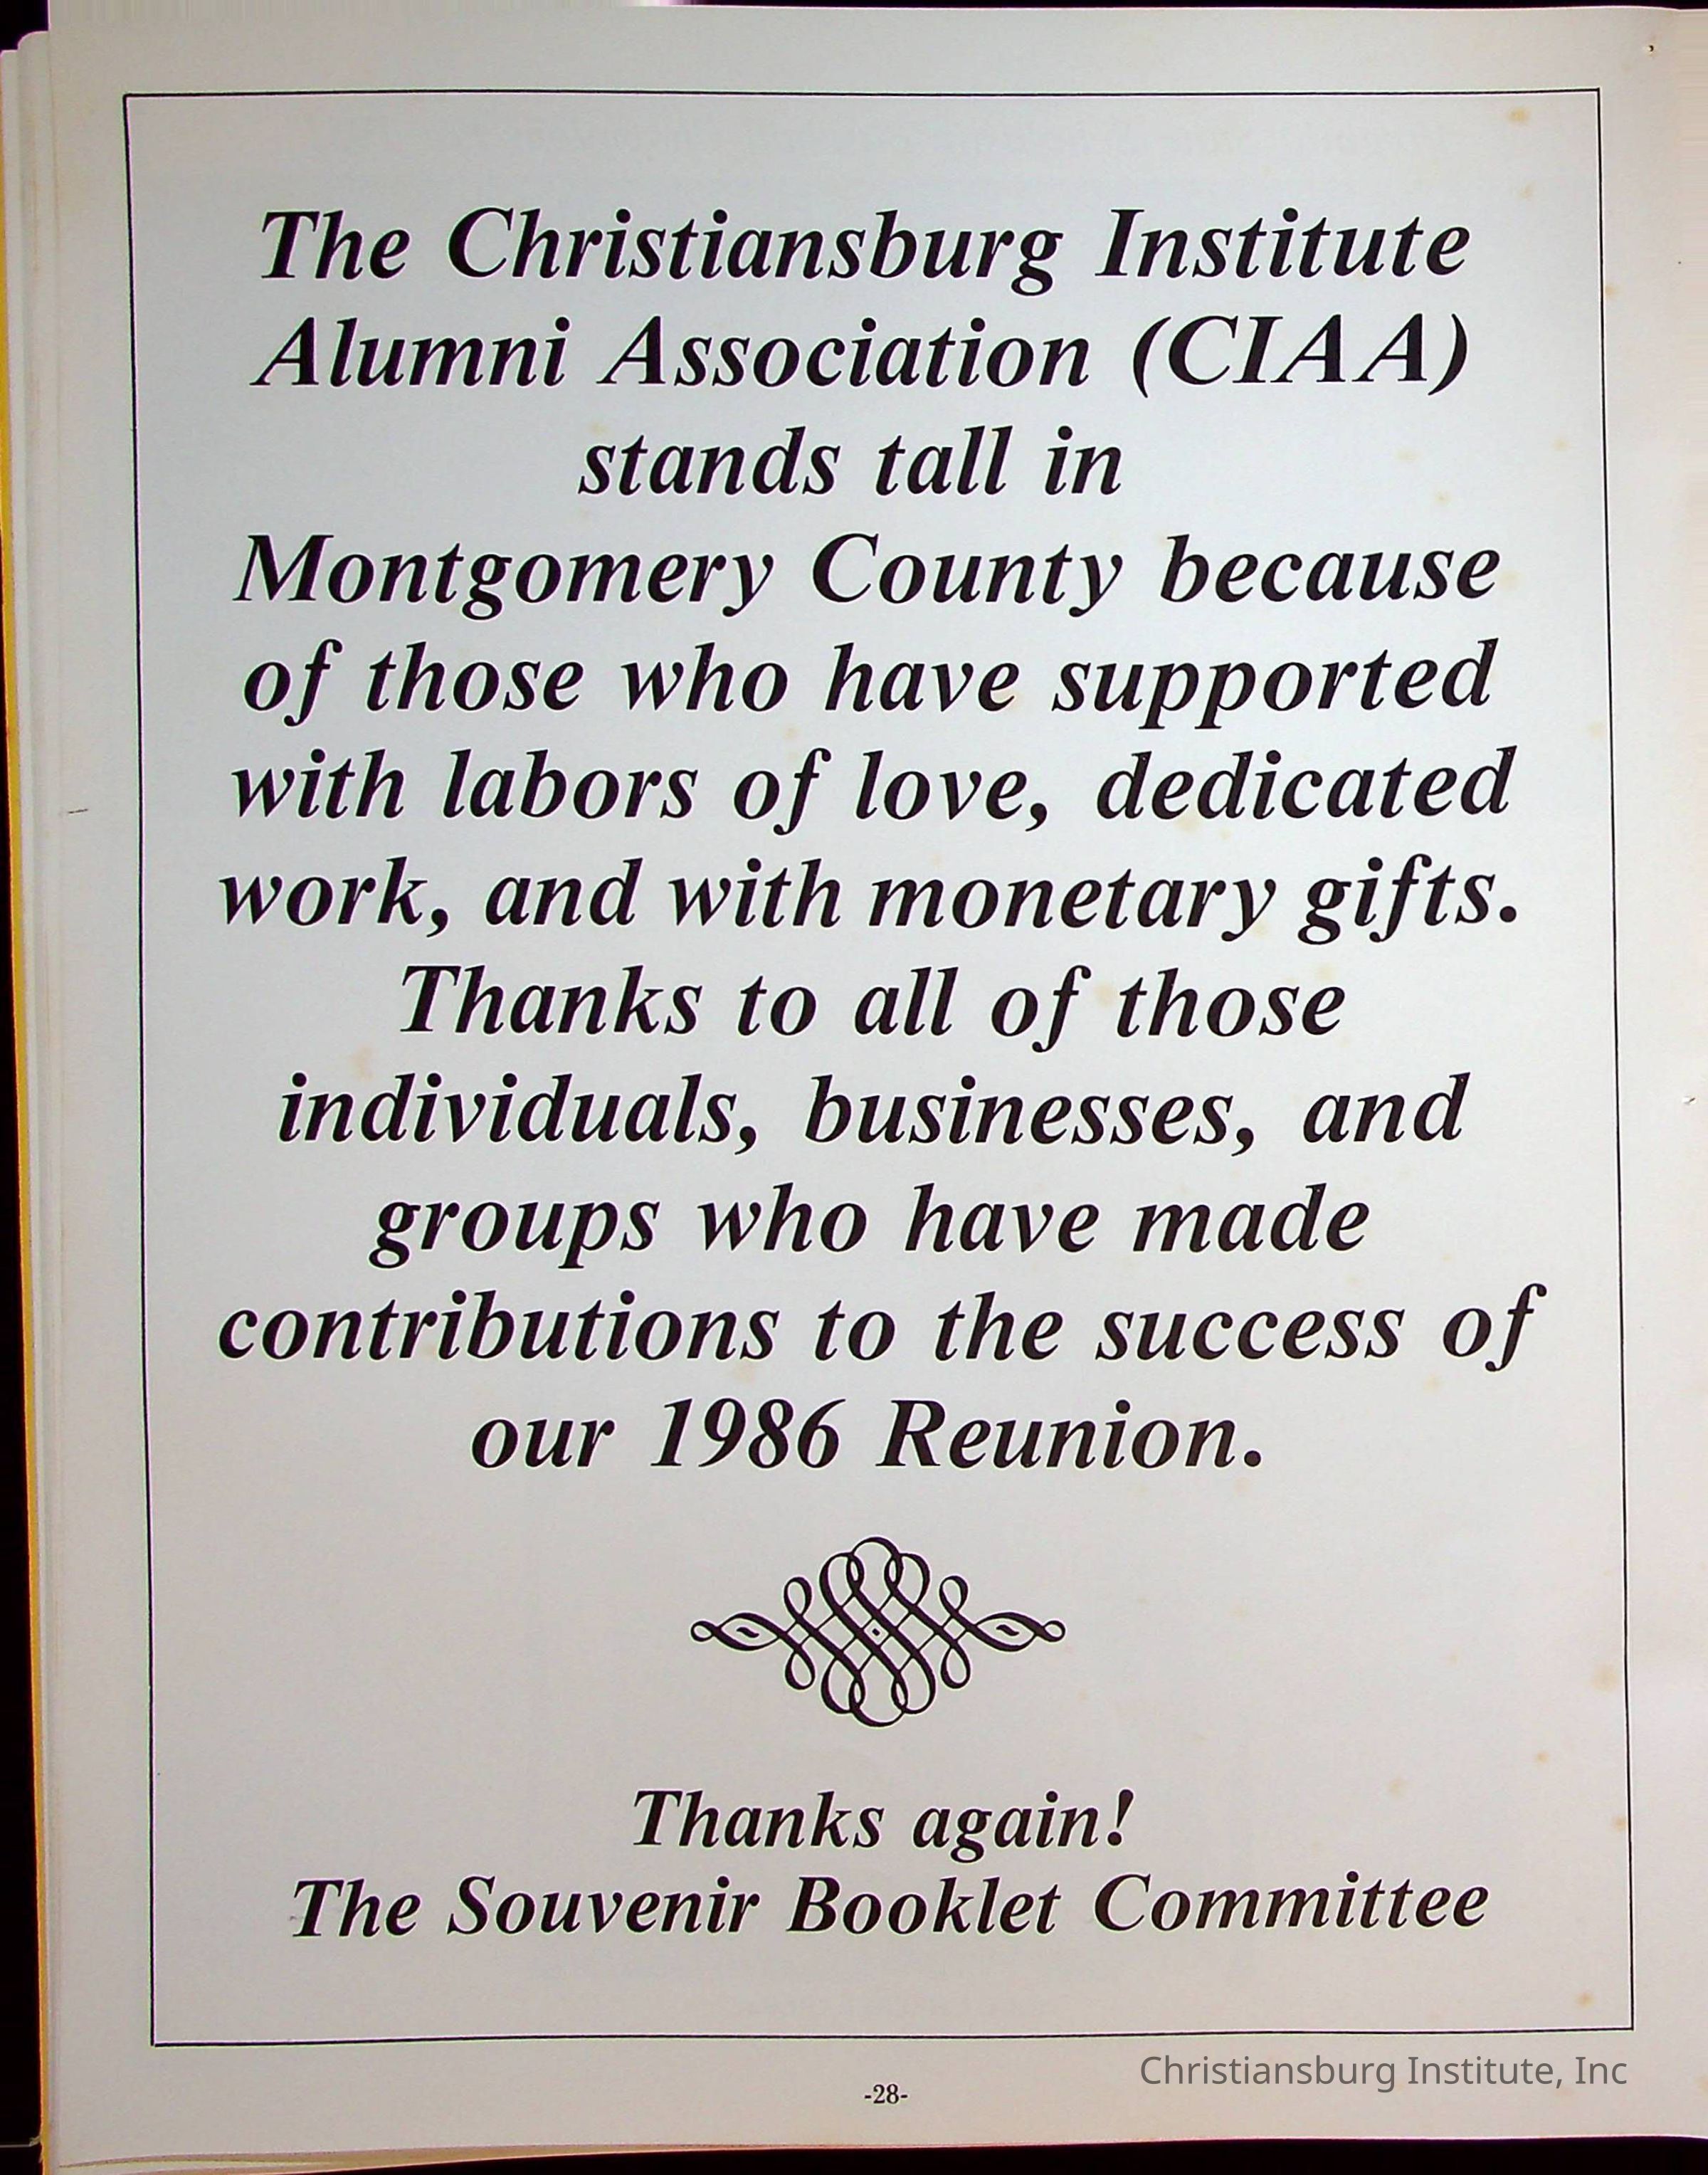 The Christiansburg Institute
Alumni Association (CIAA)
stands tall in
Montgomery County because
of those who have supported
with labors of love, dedicated
work, and with monetary gifts.
Thanks to all of those
individuals, businesses, and
groups who have made
contributions to the success of
our 1986 Reunion.
Thanks again!
The Souvenir Booklet Committee
Christiansburg Institute, Inc
-28-